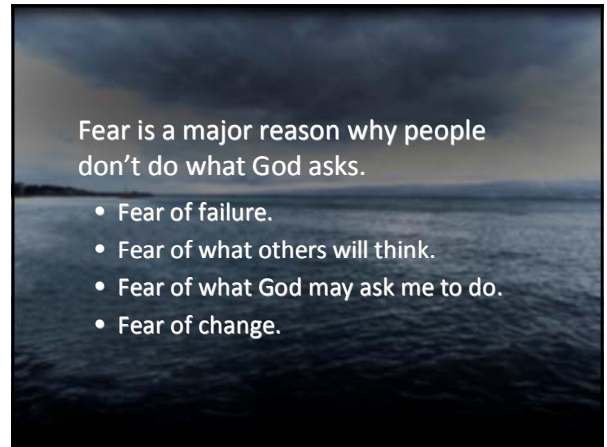 Fear is a major reason why people
don’t do what God asks.
• Fear of failure.
• Fear of what others will think.
• Fear of what God may ask me to do.
• Fear of change.